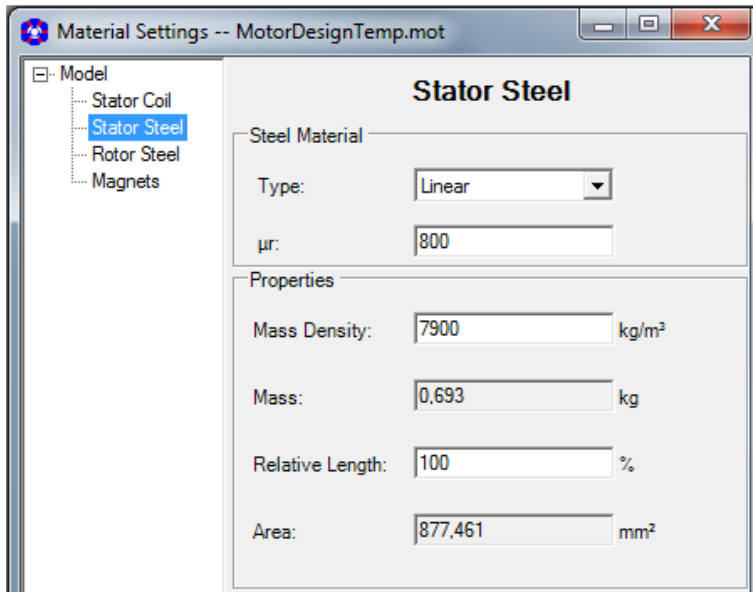 Material Settings -- MotorDesignTemp.mot
Model
Stator Coil
Stator Steel
Rotor Steel
Magnets
Stator Steel
Steel Material
Type: Linear
µr: 800
Properties
Mass Density: 7900 kg/m³
Mass: 0,693 kg
Relative Length: 100 %
Area: 877,461 mm²